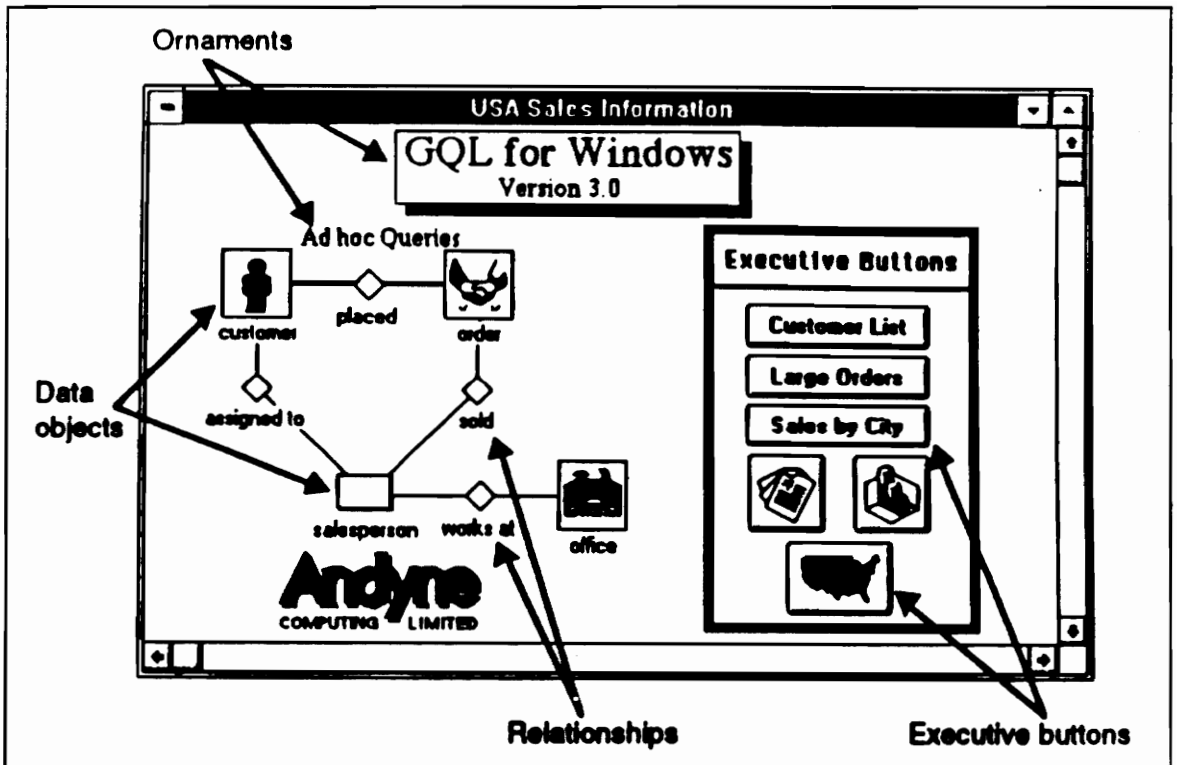 Ornaments
USA Sales Information
GQL for Windows
Version 3.0
Ad hoc Queries
customer
placed
order
assigned to
sold
salesperson
works at
office
Andyne
COMPUTING LIMITED
Executive Buttons
Customer List
Large Orders
Sales by City
Data
objects
Relationships
Executive buttons